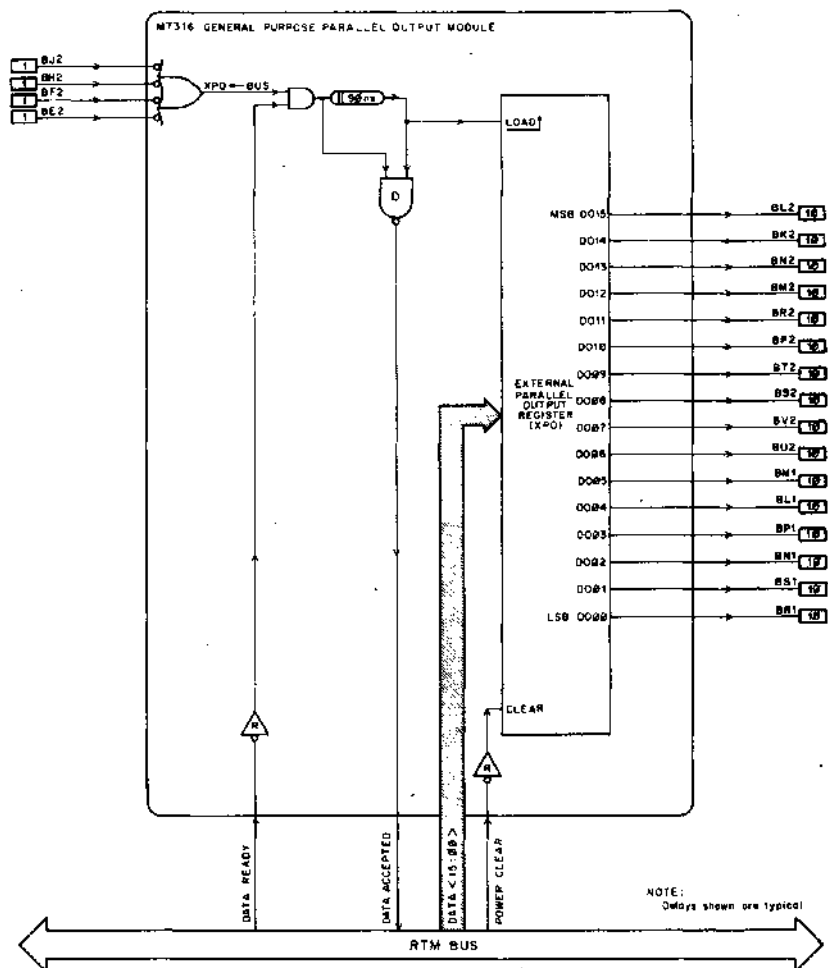 M7316 GENERAL PURPOSE PARALLEL OUTPUT MODULE
1 BJ2
1 BH2
1 BF2
1 BE2
XPO ← BUS
90ns
LOAD
D
MSB DO15 BL2 10
DO14 BK2 10
DO13 BN2 10
DO12 BM2 10
DO11 BR2 10
DO10 BP2 10
DO09 BT2 10
DO08 BS2 10
DO07 BV2 10
DO06 BU2 10
DO05 BM1 10
DO04 BL1 10
DO03 BP1 10
DO02 BN1 10
DO01 BS1 10
LSB DO00 BR1 10
EXTERNAL
PARALLEL
OUTPUT
REGISTER
(XPO)
CLEAR
R
R
DATA READY
DATA ACCEPTED
DATA <15:00>
POWER CLEAR
NOTE:
Delays shown are typical
RTM BUS